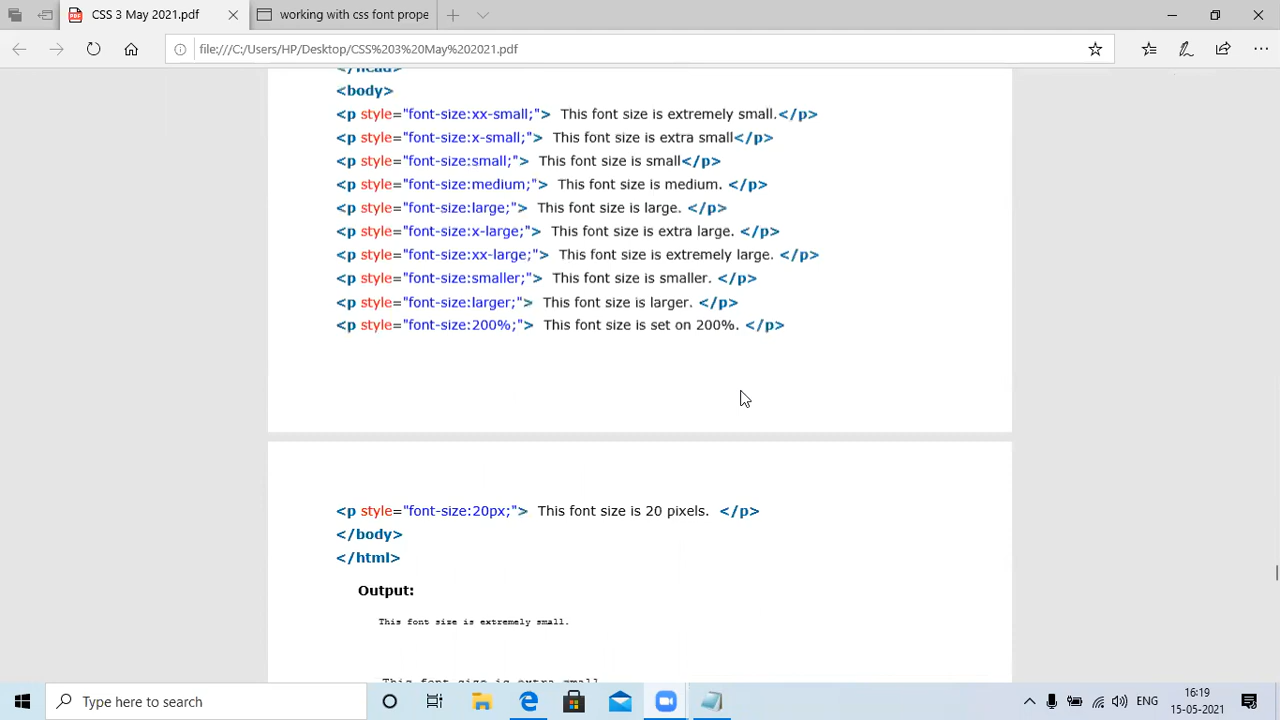 CSS 3 May 2021.pdf
working with css font prope
file:///C:/Users/HP/Desktop/CSS%203%20May%202021.pdf
</head>
<body>
<p style="font-size:xx-small;"> This font size is extremely small.</p>
<p style="font-size:x-small;"> This font size is extra small</p>
<p style="font-size:small;"> This font size is small</p>
<p style="font-size:medium;"> This font size is medium. </p>
<p style="font-size:large;"> This font size is large. </p>
<p style="font-size:x-large;"> This font size is extra large. </p>
<p style="font-size:xx-large;"> This font size is extremely large. </p>
<p style="font-size:smaller;"> This font size is smaller. </p>
<p style="font-size:larger;"> This font size is larger. </p>
<p style="font-size:200%;"> This font size is set on 200%. </p>
<p style="font-size:20px;"> This font size is 20 pixels. </p>
</body>
</html>
Output:
This font size is extremely small.
This font size is extra small
Type here to search
ENG
16:19
15-05-2021